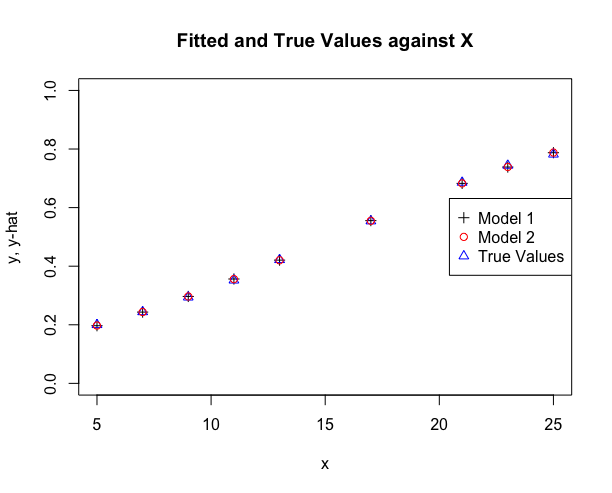 Fitted and True Values against X
y, y-hat
1.0
0.8
0.6
0.4
0.2
0.0
Model 1
Model 2
True Values
5 10 15 20 25
x